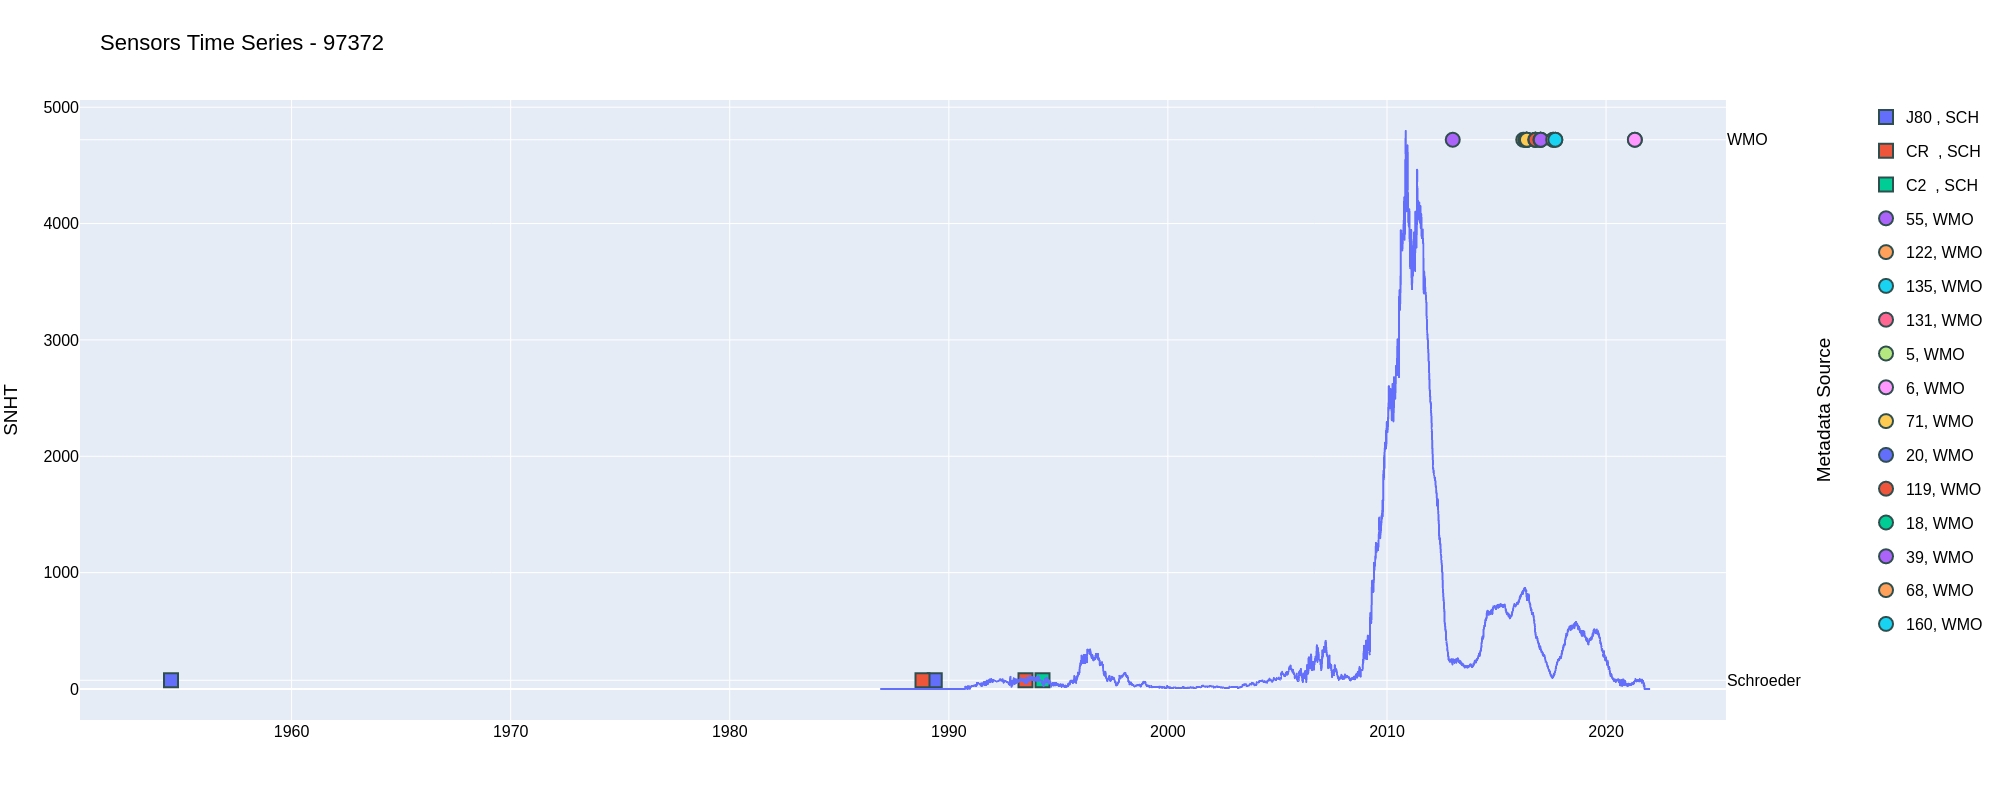 Sensors Time Series - 97372
SNHT
5000
4000
3000
2000
1000
0
1960
1970
1980
1990
2000
2010
2020
WMO
Schroeder
Metadata Source
J80 , SCH
CR  , SCH
C2  , SCH
55, WMO
122, WMO
135, WMO
131, WMO
5, WMO
6, WMO
71, WMO
20, WMO
119, WMO
18, WMO
39, WMO
68, WMO
160, WMO